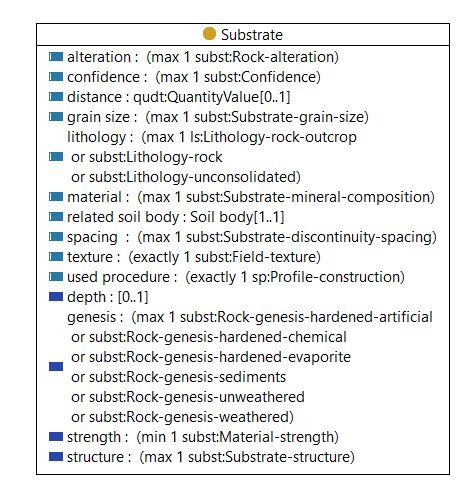 Substrate
alteration : (max 1 subst:Rock-alteration)
confidence : (max 1 subst:Confidence)
distance : qudt:QuantityValue[0..1]
grain size : (max 1 subst:Substrate-grain-size)
lithology : (max 1 ls:Lithology-rock-outcrop
or subst:Lithology-rock
or subst:Lithology-unconsolidated)
material : (max 1 subst:Substrate-mineral-composition)
related soil body : Soil body[1..1]
spacing : (max 1 subst:Substrate-discontinuity-spacing)
texture : (exactly 1 subst:Field-texture)
used procedure : (exactly 1 sp:Profile-construction)
depth : [0..1]
genesis : (max 1 subst:Rock-genesis-hardened-artificial
or subst:Rock-genesis-hardened-chemical
or subst:Rock-genesis-hardened-evaporite
or subst:Rock-genesis-sediments
or subst:Rock-genesis-unweathered
or subst:Rock-genesis-weathered)
strength : (min 1 subst:Material-strength)
structure : (max 1 subst:Substrate-structure)